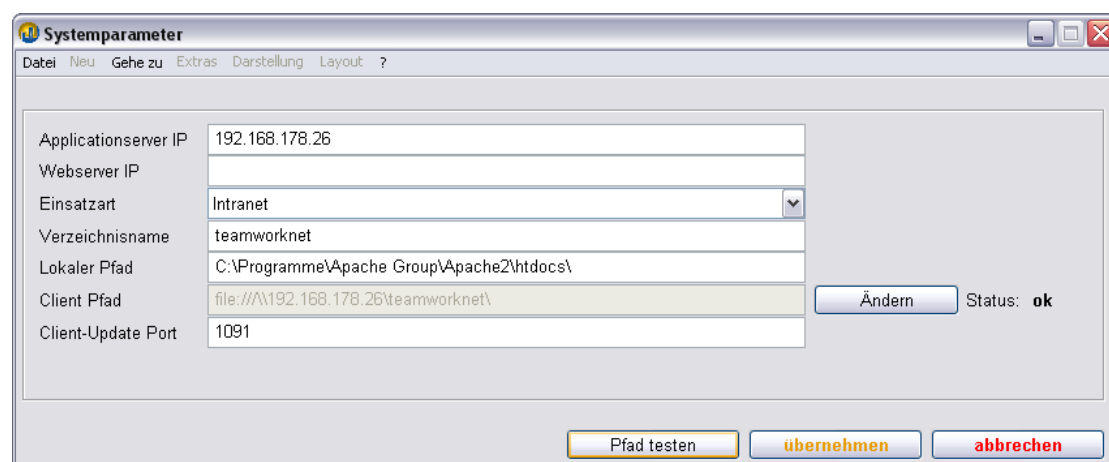 Systemparameter
Datei Neu Gehe zu Extras Darstellung Layout ?
Applicationserver IP 192.168.178.26
Webserver IP
Einsatzart Intranet
Verzeichnisname teamworknet
Lokaler Pfad C:\Programme\Apache Group\Apache2\htdocs\
Client Pfad file:///\\192.168.178.26\teamworknet\ Ändern Status: ok
Client-Update Port 1091
Pfad testen übernehmen abbrechen